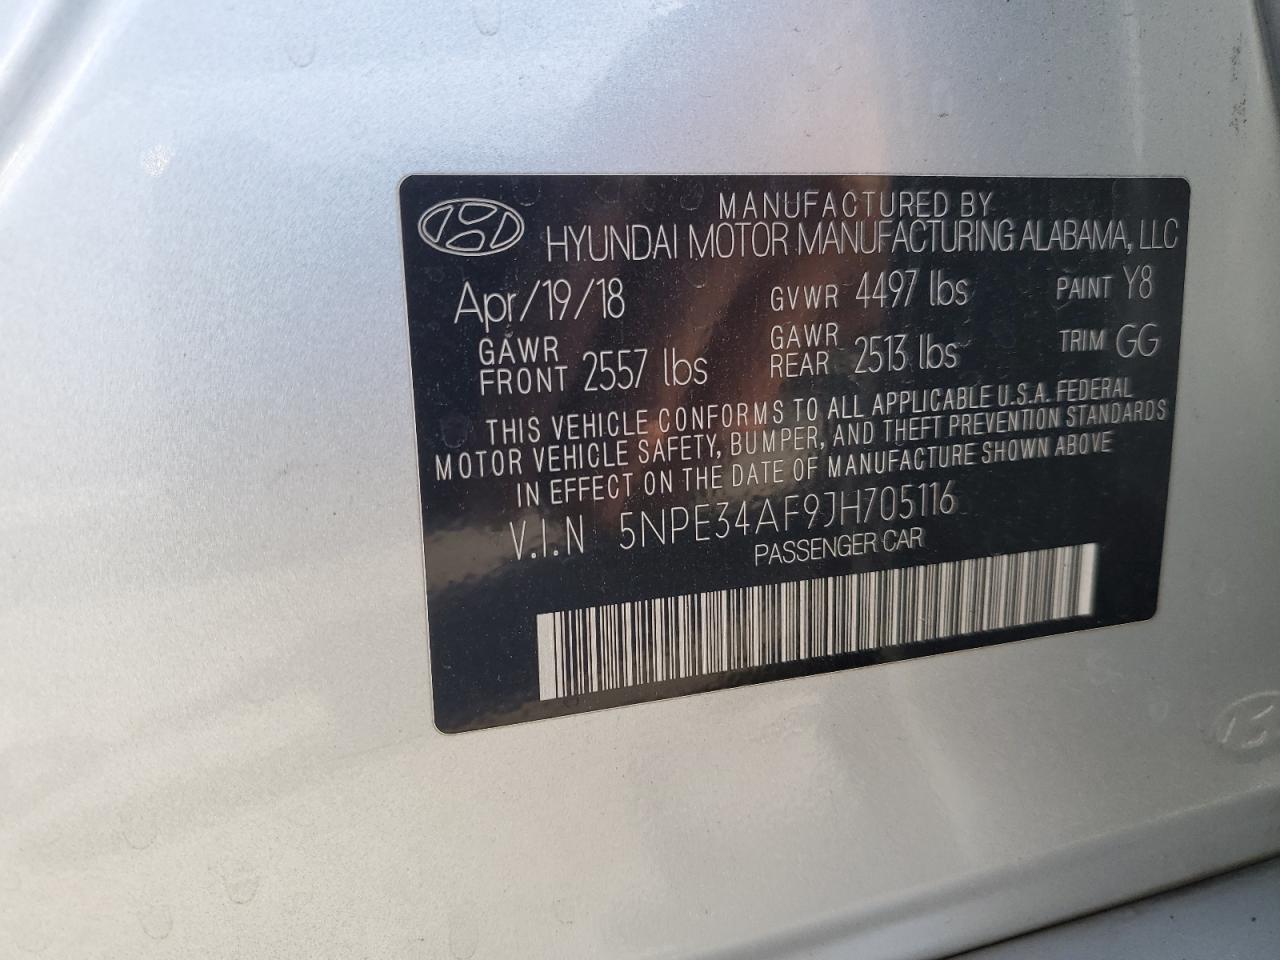 MANUFACTURED BY
HYUNDAI MOTOR MANUFACTURING ALABAMA, LLC
Apr/19/18 GVWR 4497 lbs PAINT Y8
GAWR FRONT 2557 lbs GAWR REAR 2513 lbs TRIM GG
THIS VEHICLE CONFORMS TO ALL APPLICABLE U.S.A. FEDERAL
MOTOR VEHICLE SAFETY, BUMPER, AND THEFT PREVENTION STANDARDS
IN EFFECT ON THE DATE OF MANUFACTURE SHOWN ABOVE
V.I.N 5NPE34AF9JH705116
PASSENGER CAR